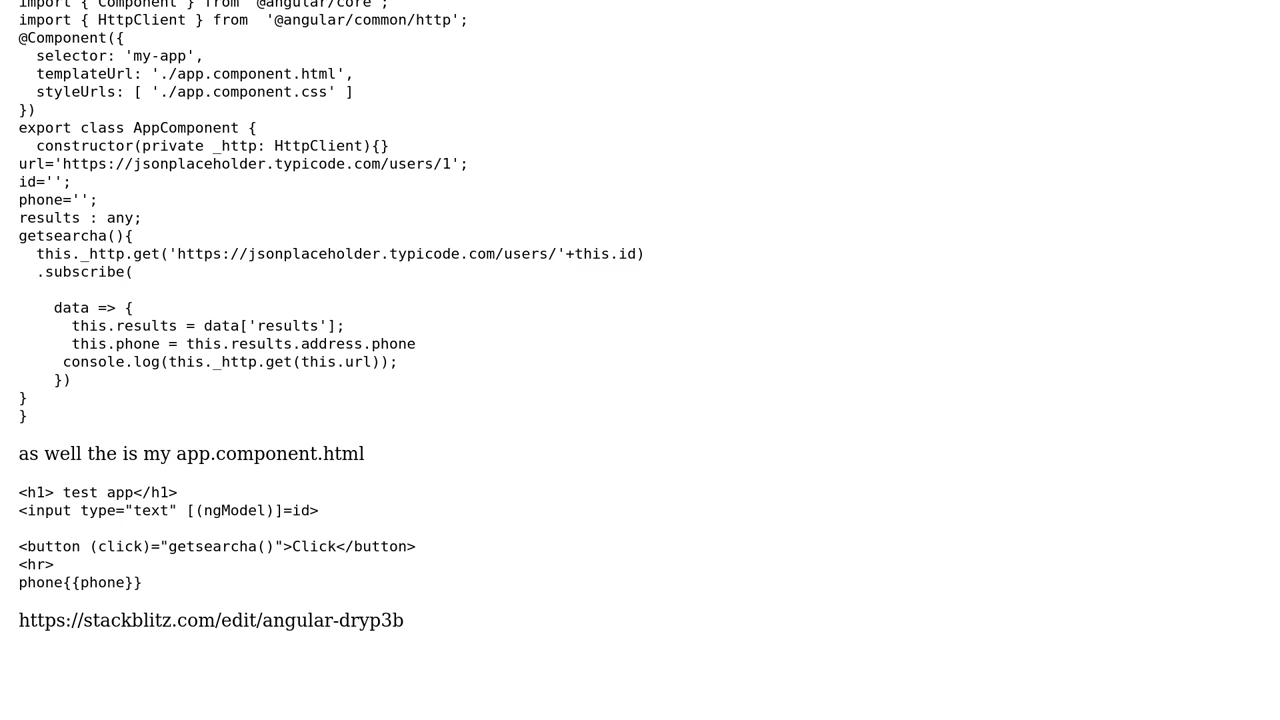 import { Component } from '@angular/core';
import { HttpClient } from  '@angular/common/http';
@Component({
  selector: 'my-app',
  templateUrl: './app.component.html',
  styleUrls: [ './app.component.css' ]
})
export class AppComponent {
  constructor(private _http: HttpClient){}
url='https://jsonplaceholder.typicode.com/users/1';
id='';
phone='';
results : any;
getsearcha(){
  this._http.get('https://jsonplaceholder.typicode.com/users/'+this.id)
  .subscribe(

    data => {
      this.results = data['results'];
      this.phone = this.results.address.phone
     console.log(this._http.get(this.url));
    })
}
}
as well the is my app.component.html
<h1> test app</h1>
<input type="text" [(ngModel)]=id>

<button (click)="getsearcha()">Click</button>
<hr>
phone{{phone}}
https://stackblitz.com/edit/angular-dryp3b